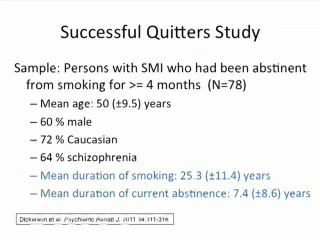 Successful Quitters Study
Sample: Persons with SMI who had been abstinent
from smoking for >= 4 months (N=78)
– Mean age: 50 (±9.5) years
– 60 % male
– 72 % Caucasian
– 64 % schizophrenia
– Mean duration of smoking: 25.3 (±11.4) years
– Mean duration of current abstinence: 7.4 (±8.6) years
Dickerson et al. Psychiatric Rehab J, 2011 34 311-316